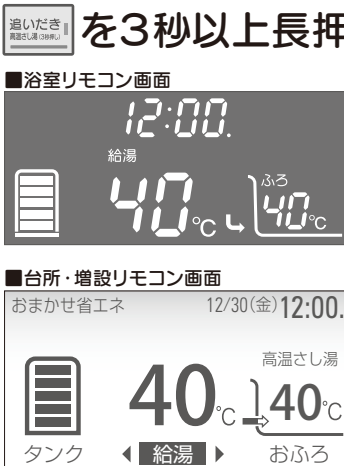 追いだき
高温さし湯(3秒押し)
を3秒以上長押
■浴室リモコン画面
12:00.
給湯
ふろ
40℃
40℃
■台所・増設リモコン画面
おまかせ省エネ 12/30(金)12:00.
高温さし湯
40℃
40℃
タンク
給湯
おふろ